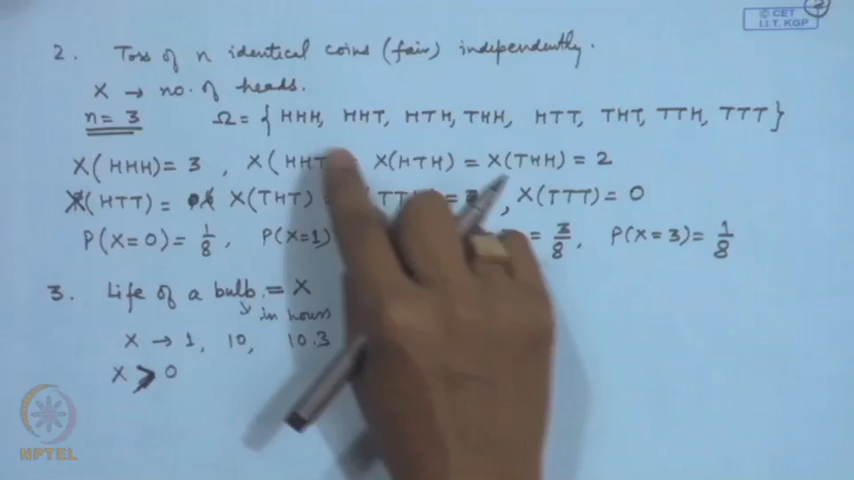 © CET
I.I.T. KGP
2
2. Toss of n identical coins (fair) independently.
X → no. of heads.
n = 3 Ω = { HHH, HHT, HTH, THH, HTT, THT, TTH, TTT }
X(HHH) = 3, X(HHT X(HTH) = X(THH) = 2
X(HTT) = X(THT) = , X(TTT) = 0
P(X=0) = 1/8, P(X=1) = 3/8, P(X=3) = 1/8
3. Life of a bulb = X
in hours
X → 1, 10, 10.3
X > 0
NPTEL